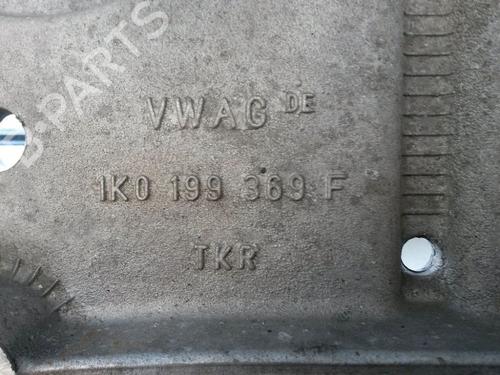 B-PARTS
VWAG DE
1K0 199 369 F
TKR